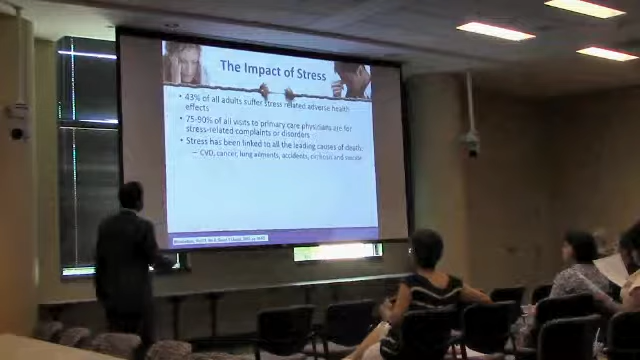 The Impact of Stress
• 43% of all adults suffer stress related adverse health
effects
• 75-90% of all visits to primary care physicians are for
stress-related complaints or disorders
• Stress has been linked to all the leading causes of death:
– CVD, cancer, lung ailments, accidents, cirrhosis and suicide